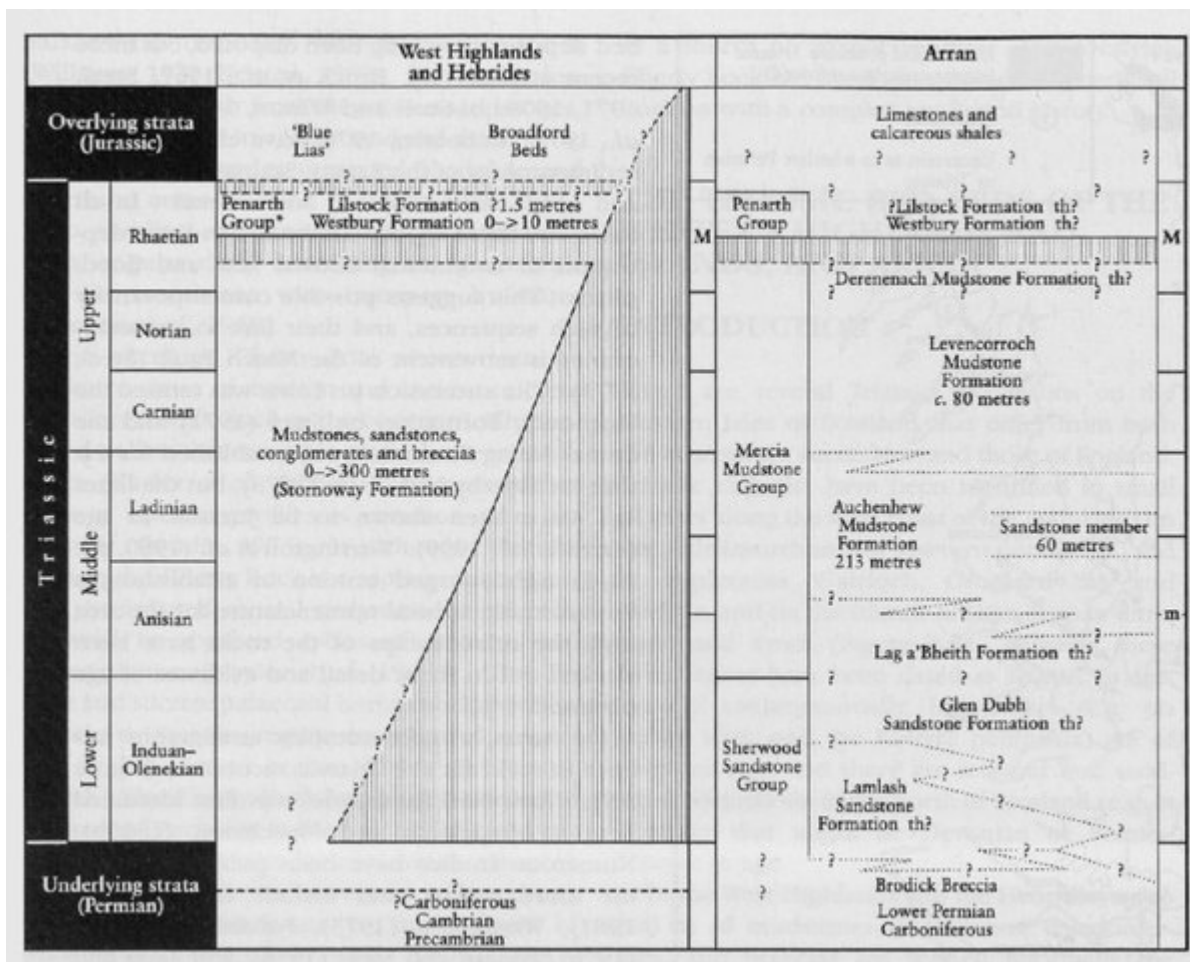 West Highlands
and Hebrides
Arran
Overlying strata
(Jurassic)
'Blue
Lias'
Broadford
Beds
?
?
?
Limestones and
calcareous shales
?
?
?
?
?
?
?
Triassic
Upper
Rhaetian
Norian
Carnian
Middle
Ladinian
Anisian
Lower
Induan–
Olenekian
Penarth
Group*
Lilstock Formation ?1.5 metres
Westbury Formation 0–>10 metres
M
Penarth
Group
?Lilstock Formation th?
Westbury Formation th?
M
?
?
?
?
?
Derenenach Mudstone Formation th?
?
?
Levencorroch
Mudstone
Formation
c. 80 metres
Mudstones, sandstones,
conglomerates and breccias
0–>300 metres
(Stornoway Formation)
Mercia
Mudstone
Group
?
?
Auchenhew
Mudstone
Formation
213 metres
Sandstone member
60 metres
?
?
?
m
?
Lag a'Bheith Formation th?
?
?
?
Glen Dubh
Sandstone Formation th?
Sherwood
Sandstone
Group
?
?
?
?
?
Lamlash
Sandstone
Formation th?
?
?
?
?
?
?
?
?
Brodick Breccia
Underlying strata
(Permian)
?
?Carboniferous
Cambrian
Precambrian
?
Lower Permian
Carboniferous